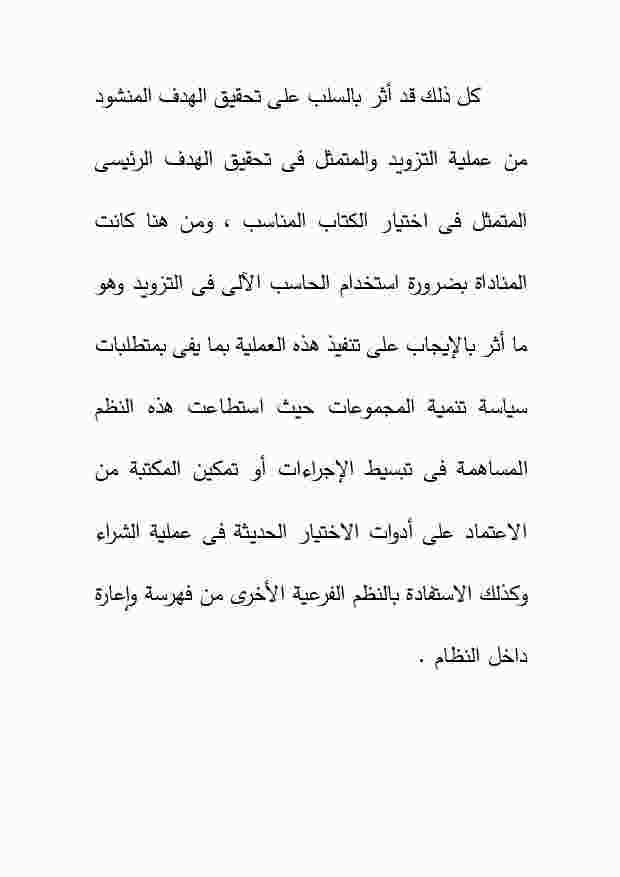 كل ذلك قد أثر بالسلب على تحقيق الهدف المنشود
من عملية التزويد والمتمثل فى تحقيق الهدف الرئيسى
المتمثل فى اختيار الكتاب المناسب ، ومن هنا كانت
المناداة بضرورة استخدام الحاسب الآلى فى التزويد وهو
ما أثر بالإيجاب على تنفيذ هذه العملية بما يفى بمتطلبات
سياسة تنمية المجموعات حيث استطاعت هذه النظم
المساهمة فى تبسيط الإجراءات أو تمكين المكتبة من
الاعتماد على أدوات الاختيار الحديثة فى عملية الشراء
وكذلك الاستفادة بالنظم الفرعية الأخرى من فهرسة وإعارة
داخل النظام .